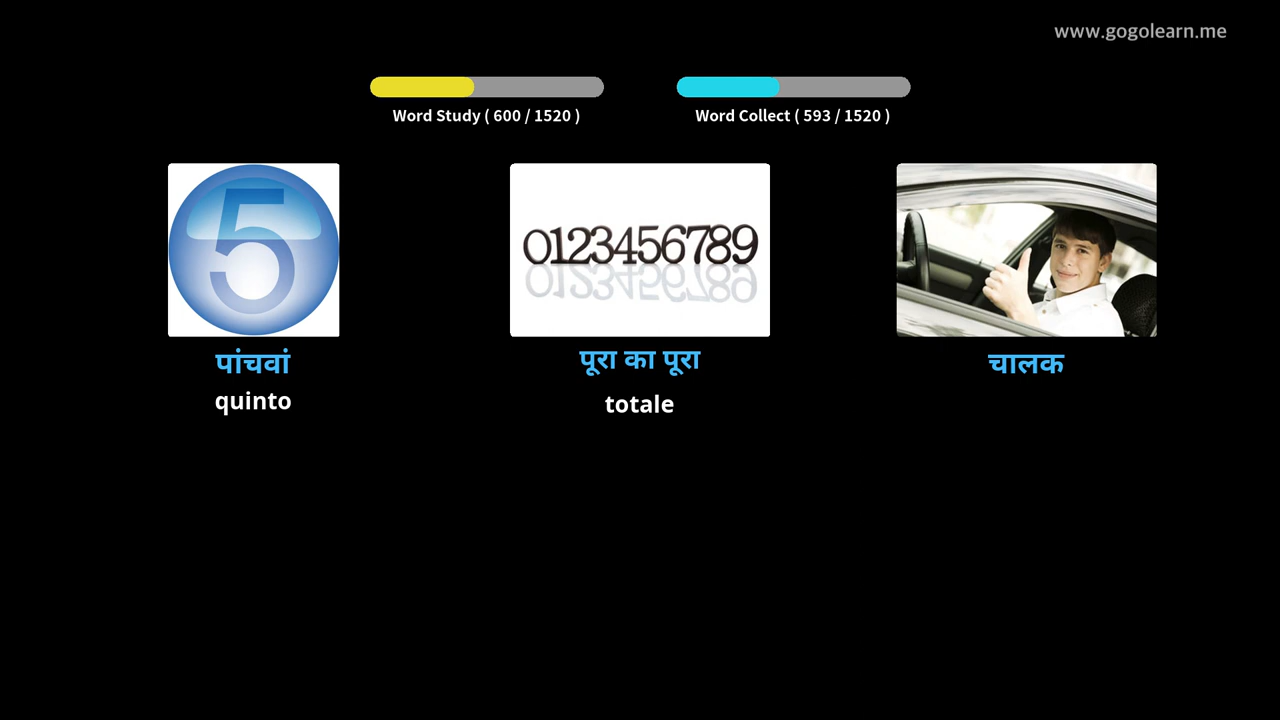 www.gogolearn.me
Word Study ( 600 / 1520 )
Word Collect ( 593 / 1520 )
5
0123456789
पांचवां
पूरा का पूरा
चालक
quinto
totale